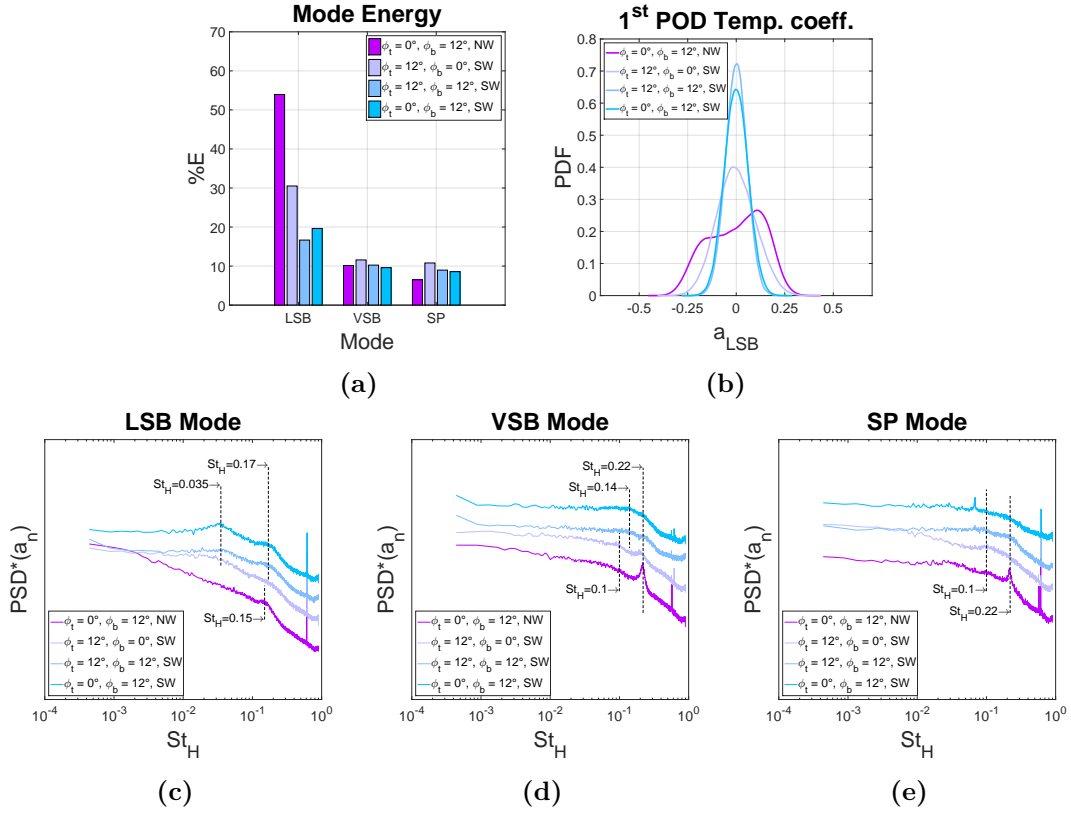 Mode Energy
70
60
50
40
30
20
10
0
%E
ϕt = 0°, ϕb = 12°, NW
ϕt = 12°, ϕb = 0°, SW
ϕt = 12°, ϕb = 12°, SW
ϕt = 0°, ϕb = 12°, SW
LSB VSB SP
Mode
(a)
1st POD Temp. coeff.
0.8
0.7
0.6
0.5
0.4
0.3
0.2
0.1
0
PDF
ϕt = 0°, ϕb = 12°, NW
ϕt = 12°, ϕb = 0°, SW
ϕt = 12°, ϕb = 12°, SW
ϕt = 0°, ϕb = 12°, SW
-0.5 -0.25 0 0.25 0.5
aLSB
(b)
LSB Mode
StH=0.17→
StH=0.035→
StH=0.15→
PSD*(an)
ϕt = 0°, ϕb = 12°, NW
ϕt = 12°, ϕb = 0°, SW
ϕt = 12°, ϕb = 12°, SW
ϕt = 0°, ϕb = 12°, SW
10-4 10-3 10-2 10-1 100
StH
(c)
VSB Mode
StH=0.22→
StH=0.14→
StH=0.1→
PSD*(an)
ϕt = 0°, ϕb = 12°, NW
ϕt = 12°, ϕb = 0°, SW
ϕt = 12°, ϕb = 12°, SW
ϕt = 0°, ϕb = 12°, SW
10-4 10-3 10-2 10-1 100
StH
(d)
SP Mode
StH=0.1→
StH=0.22→
PSD*(an)
ϕt = 0°, ϕb = 12°, NW
ϕt = 12°, ϕb = 0°, SW
ϕt = 12°, ϕb = 12°, SW
ϕt = 0°, ϕb = 12°, SW
10-4 10-3 10-2 10-1 100
StH
(e)